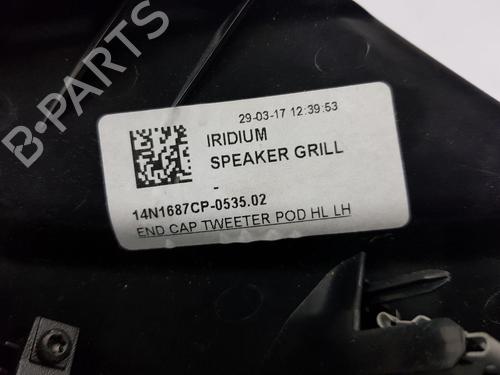 B-PARTS
29-03-17 12:39:53
IRIDIUM
SPEAKER GRILL
-
14N1687CP-0535.02
END CAP TWEETER POD HL LH